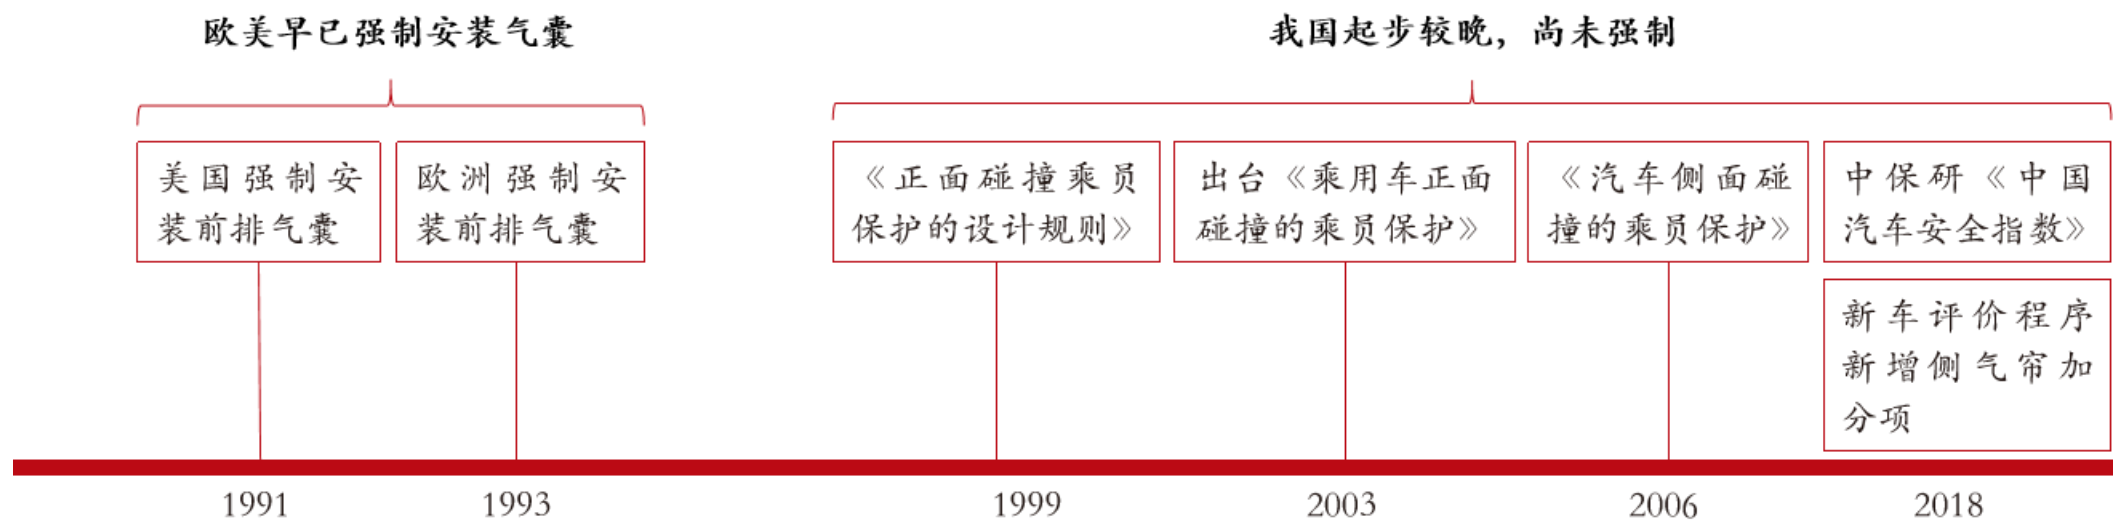 欧美早已强制安装气囊
我国起步较晚，尚未强制
美国强制安
装前排气囊
欧洲强制安
装前排气囊
《正面碰撞乘员
保护的设计规则》
出台《乘用车正面
碰撞的乘员保护》
《汽车侧面碰
撞的乘员保护》
中保研《中国
汽车安全指数》
新车评价程序
新增侧气帘加
分项
1991
1993
1999
2003
2006
2018